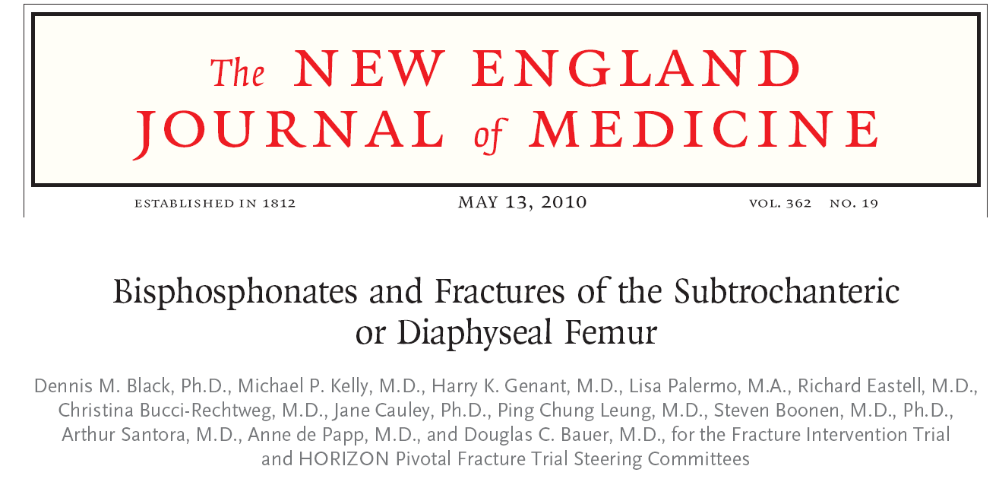 The NEW ENGLAND
JOURNAL of MEDICINE
ESTABLISHED IN 1812 MAY 13, 2010 VOL. 362 NO. 19
Bisphosphonates and Fractures of the Subtrochanteric
or Diaphyseal Femur
Dennis M. Black, Ph.D., Michael P. Kelly, M.D., Harry K. Genant, M.D., Lisa Palermo, M.A., Richard Eastell, M.D.,
Christina Bucci-Rechtweg, M.D., Jane Cauley, Ph.D., Ping Chung Leung, M.D., Steven Boonen, M.D., Ph.D.,
Arthur Santora, M.D., Anne de Papp, M.D., and Douglas C. Bauer, M.D., for the Fracture Intervention Trial
and HORIZON Pivotal Fracture Trial Steering Committees